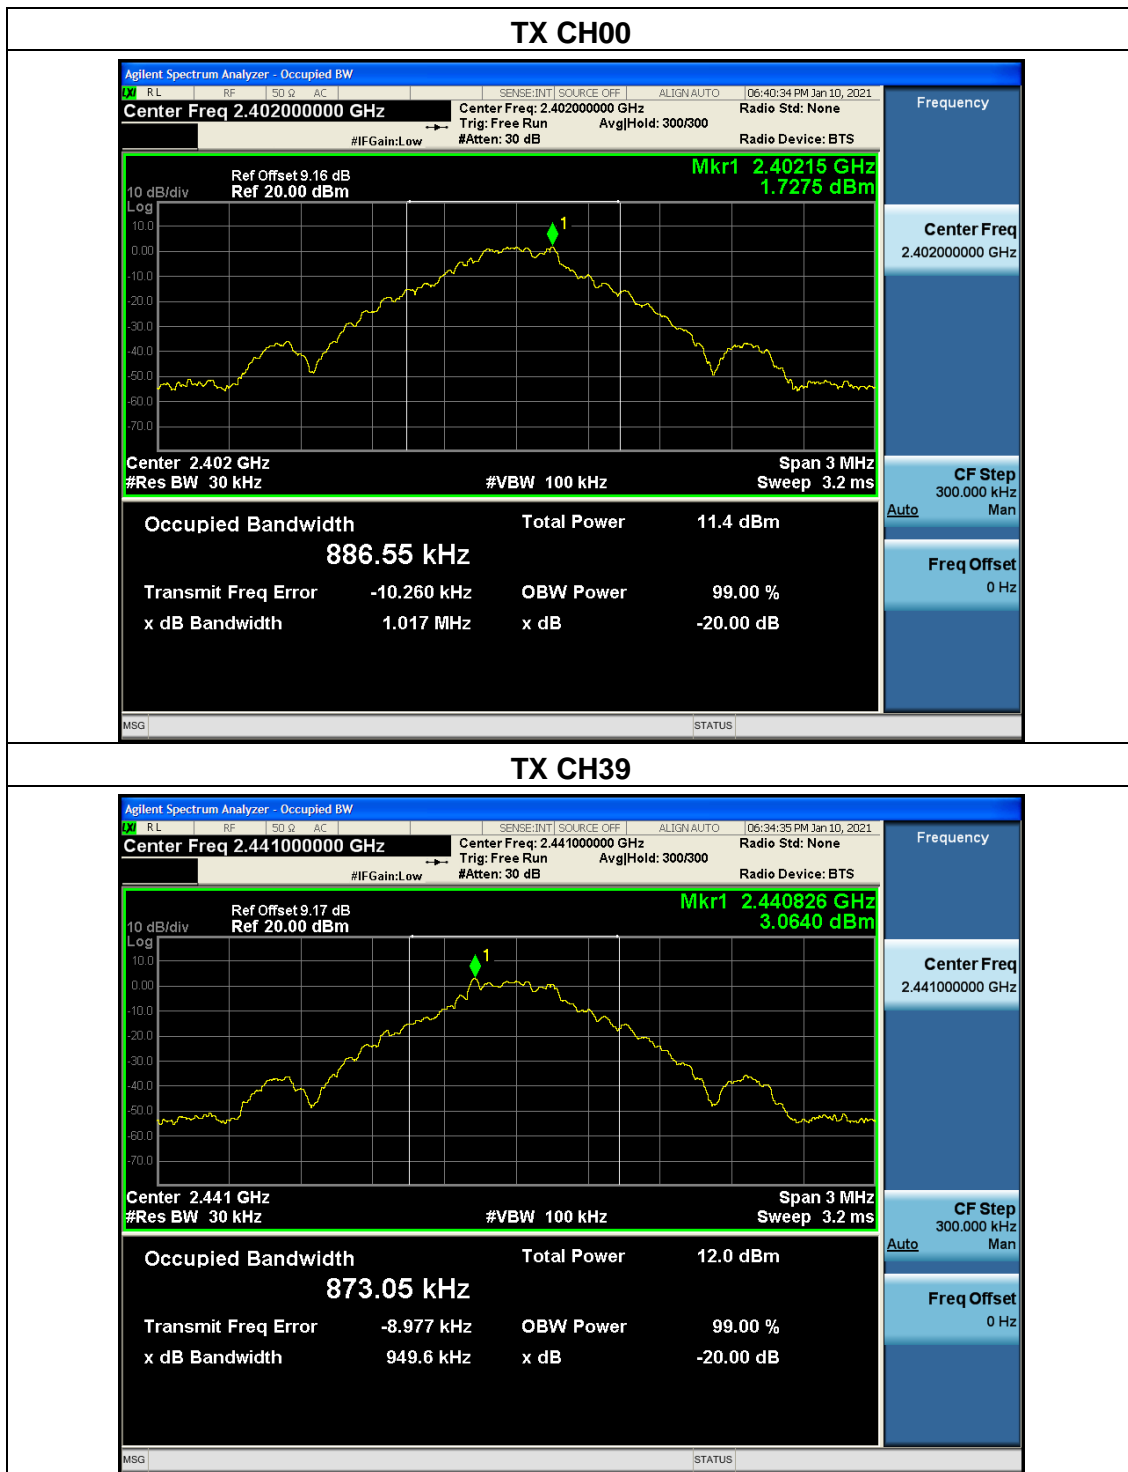 TX CH00
Agilent Spectrum Analyzer - Occupied BW
LXI RL RF 50 Ω AC SENSE:INT SOURCE OFF ALIGN AUTO 06:40:34 PM Jan 10, 2021
Center Freq 2.402000000 GHz
Center Freq: 2.402000000 GHz Radio Std: None
Trig: Free Run Avg|Hold: 300/300
#IFGain:Low #Atten: 30 dB Radio Device: BTS
Frequency
Mkr1 2.40215 GHz
1.7275 dBm
Ref Offset 9.16 dB
10 dB/div Ref 20.00 dBm
Log
10.0
0.00
-10.0
-20.0
-30.0
-40.0
-50.0
-60.0
-70.0
1
Center 2.402 GHz Span 3 MHz
#Res BW 30 kHz #VBW 100 kHz Sweep 3.2 ms
Center Freq
2.402000000 GHz
CF Step
300.000 kHz
Auto Man
Freq Offset
0 Hz
Occupied Bandwidth Total Power 11.4 dBm
886.55 kHz
Transmit Freq Error -10.260 kHz OBW Power 99.00 %
x dB Bandwidth 1.017 MHz x dB -20.00 dB
MSG STATUS
TX CH39
Agilent Spectrum Analyzer - Occupied BW
LXI RL RF 50 Ω AC SENSE:INT SOURCE OFF ALIGN AUTO 06:34:35 PM Jan 10, 2021
Center Freq 2.441000000 GHz
Center Freq: 2.441000000 GHz Radio Std: None
Trig: Free Run Avg|Hold: 300/300
#IFGain:Low #Atten: 30 dB Radio Device: BTS
Frequency
Mkr1 2.440826 GHz
3.0640 dBm
Ref Offset 9.17 dB
10 dB/div Ref 20.00 dBm
Log
10.0
0.00
-10.0
-20.0
-30.0
-40.0
-50.0
-60.0
-70.0
1
Center 2.441 GHz Span 3 MHz
#Res BW 30 kHz #VBW 100 kHz Sweep 3.2 ms
Center Freq
2.441000000 GHz
CF Step
300.000 kHz
Auto Man
Freq Offset
0 Hz
Occupied Bandwidth Total Power 12.0 dBm
873.05 kHz
Transmit Freq Error -8.977 kHz OBW Power 99.00 %
x dB Bandwidth 949.6 kHz x dB -20.00 dB
MSG STATUS